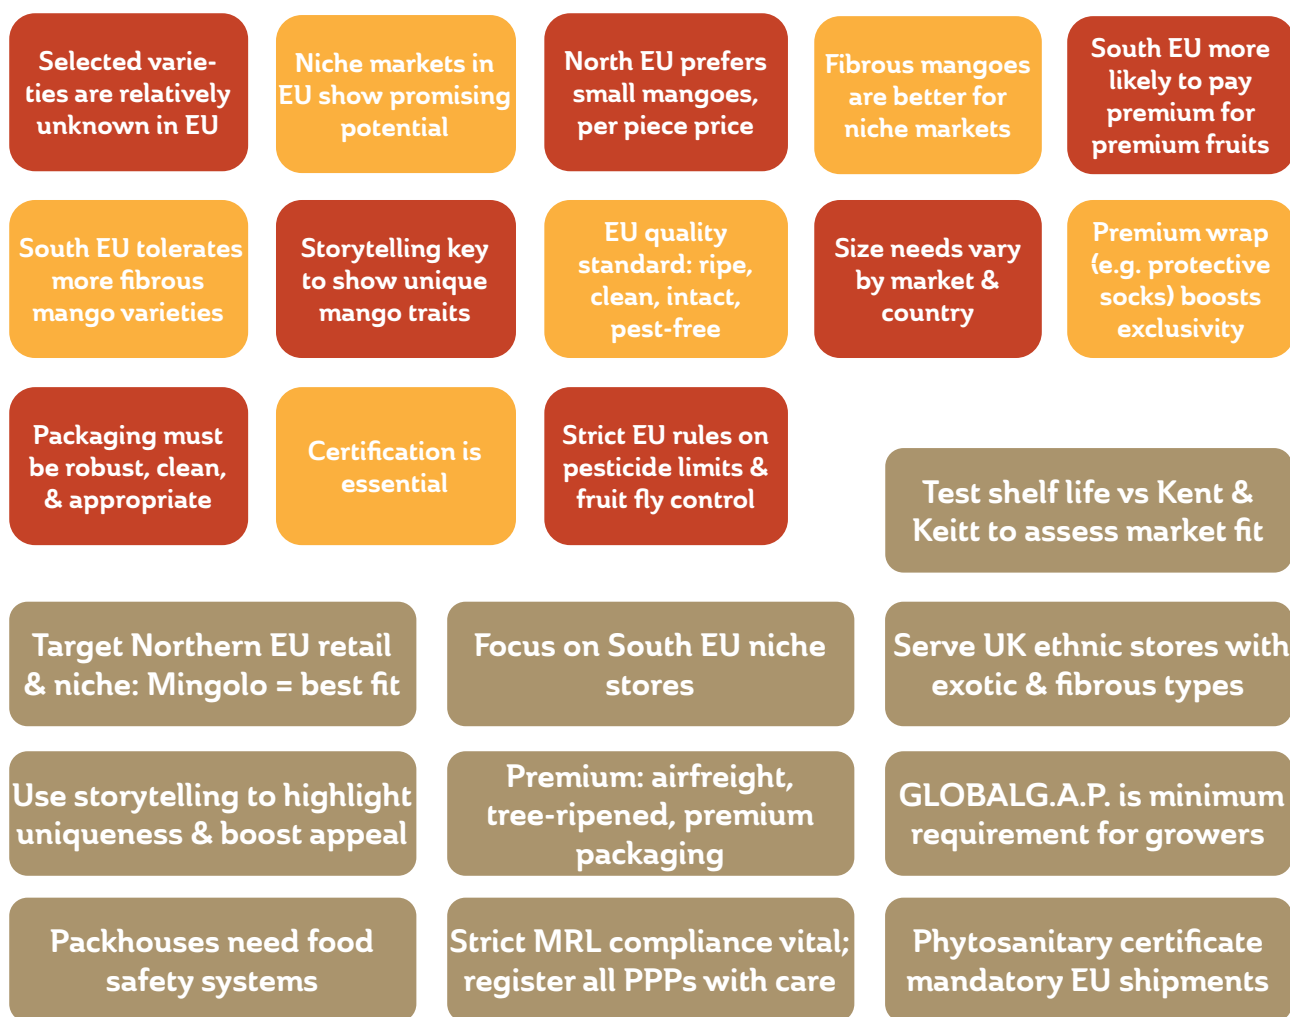 Selected varie-
ties are relatively
unknown in EU
Niche markets in
EU show promising
potential
North EU prefers
small mangoes,
per piece price
Fibrous mangoes
are better for
niche markets
South EU more
likely to pay
premium for
premium fruits
South EU tolerates
more fibrous
mango varieties
Storytelling key
to show unique
mango traits
EU quality
standard: ripe,
clean, intact,
pest-free
Size needs vary
by market &
country
Premium wrap
(e.g. protective
socks) boosts
exclusivity
Packaging must
be robust, clean,
& appropriate
Certification is
essential
Strict EU rules on
pesticide limits &
fruit fly control
Test shelf life vs Kent &
Keitt to assess market fit
Target Northern EU retail
& niche: Mingolo = best fit
Focus on South EU niche
stores
Serve UK ethnic stores with
exotic & fibrous types
Use storytelling to highlight
uniqueness & boost appeal
Premium: airfreight,
tree-ripened, premium
packaging
GLOBALG.A.P. is minimum
requirement for growers
Packhouses need food
safety systems
Strict MRL compliance vital;
register all PPPs with care
Phytosanitary certificate
mandatory EU shipments